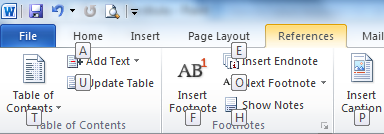 File Home Insert Page Layout References Mail
A E
Add Text Insert Endnote
U O
Update Table Next Footnote
Table of Contents Insert Footnote Show Notes Insert Caption
T F H P
Table of Contents Footnotes